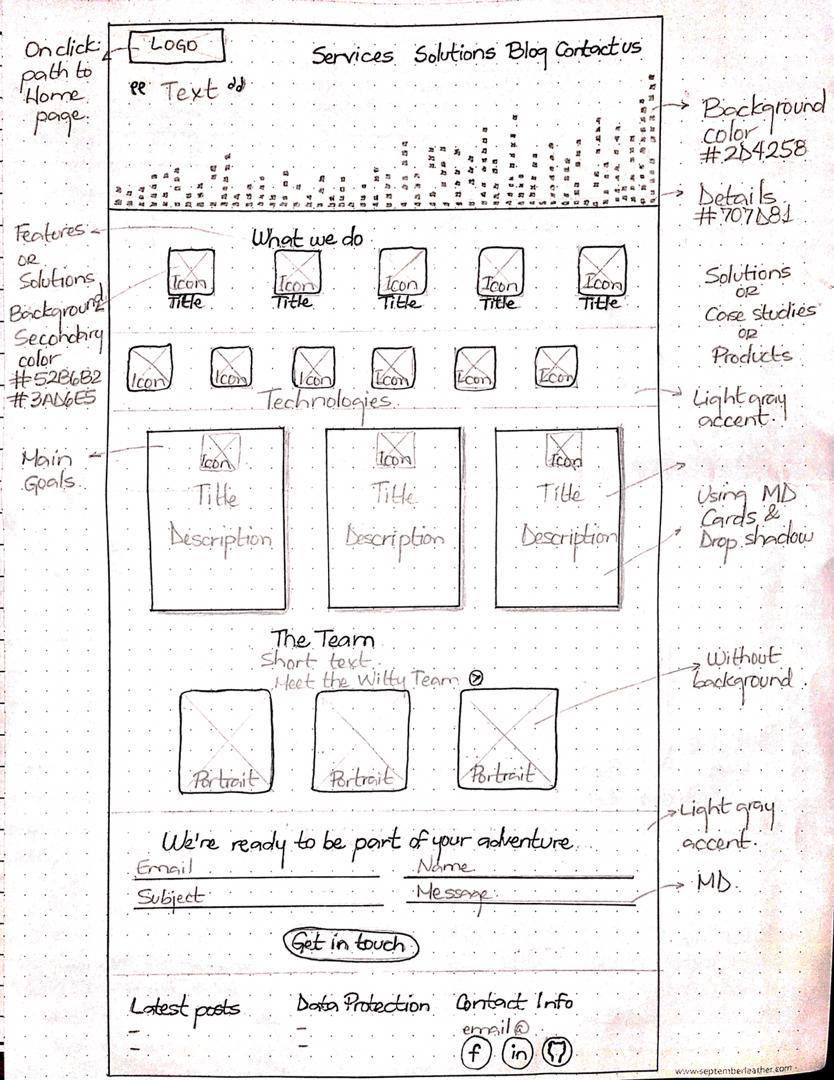 On click
path to
Home
page.
LOGO
Services Solutions Blog Contact us
Text
Background
color
#2D4258
Details
#707D81
Features
OR
Solutions
Background
Secondary
color
#52B6B2
#3AD6E5
What we do
Icon Icon Icon Icon Icon
Title Title Title Title Title
Solutions
OR
Case studies
OR
Products
Icon Icon Icon Icon Icon Icon
Technologies
Light gray
accent.
Main
Goals
Icon Icon Icon
Title Title Title
Description Description Description
Using MD
Cards &
Drop shadow
The Team
Short text
Meet the Witty Team >
Without
background
Portrait Portrait Portrait
Light gray
accent.
We're ready to be part of your adventure
Email Name
Subject Message
MD.
Get in touch
Latest posts Data Protection Contact Info
email@
f in
www.septemberleather.com